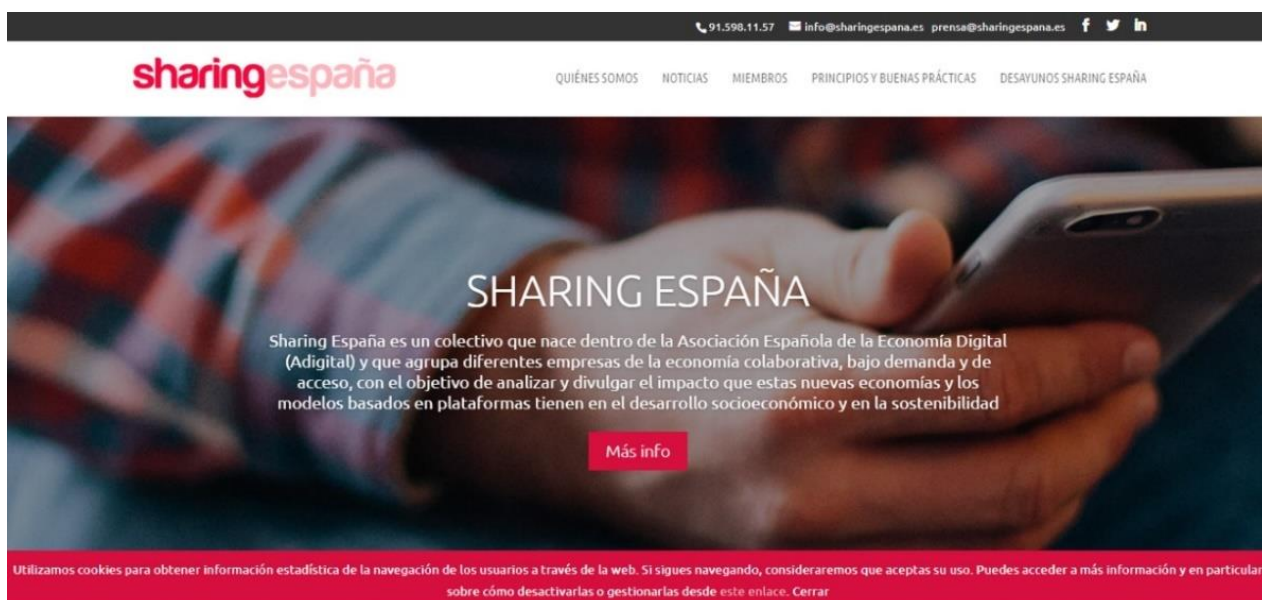 91.598.11.57 info@sharingespana.es prensa@sharingespana.es
sharingespaña
QUIÉNES SOMOS NOTICIAS MIEMBROS PRINCIPIOS Y BUENAS PRÁCTICAS DESAYUNOS SHARING ESPAÑA
SHARING ESPAÑA
Sharing España es un colectivo que nace dentro de la Asociación Española de la Economía Digital
(Adigital) y que agrupa diferentes empresas de la economía colaborativa, bajo demanda y de
acceso, con el objetivo de analizar y divulgar el impacto que estas nuevas economías y los
modelos basados en plataformas tienen en el desarrollo socioeconómico y en la sostenibilidad
Más info
Utilizamos cookies para obtener información estadística de la navegación de los usuarios a través de la web. Si sigues navegando, consideraremos que aceptas su uso. Puedes acceder a más información y en particular
sobre cómo desactivarlas o gestionarlas desde este enlace. Cerrar